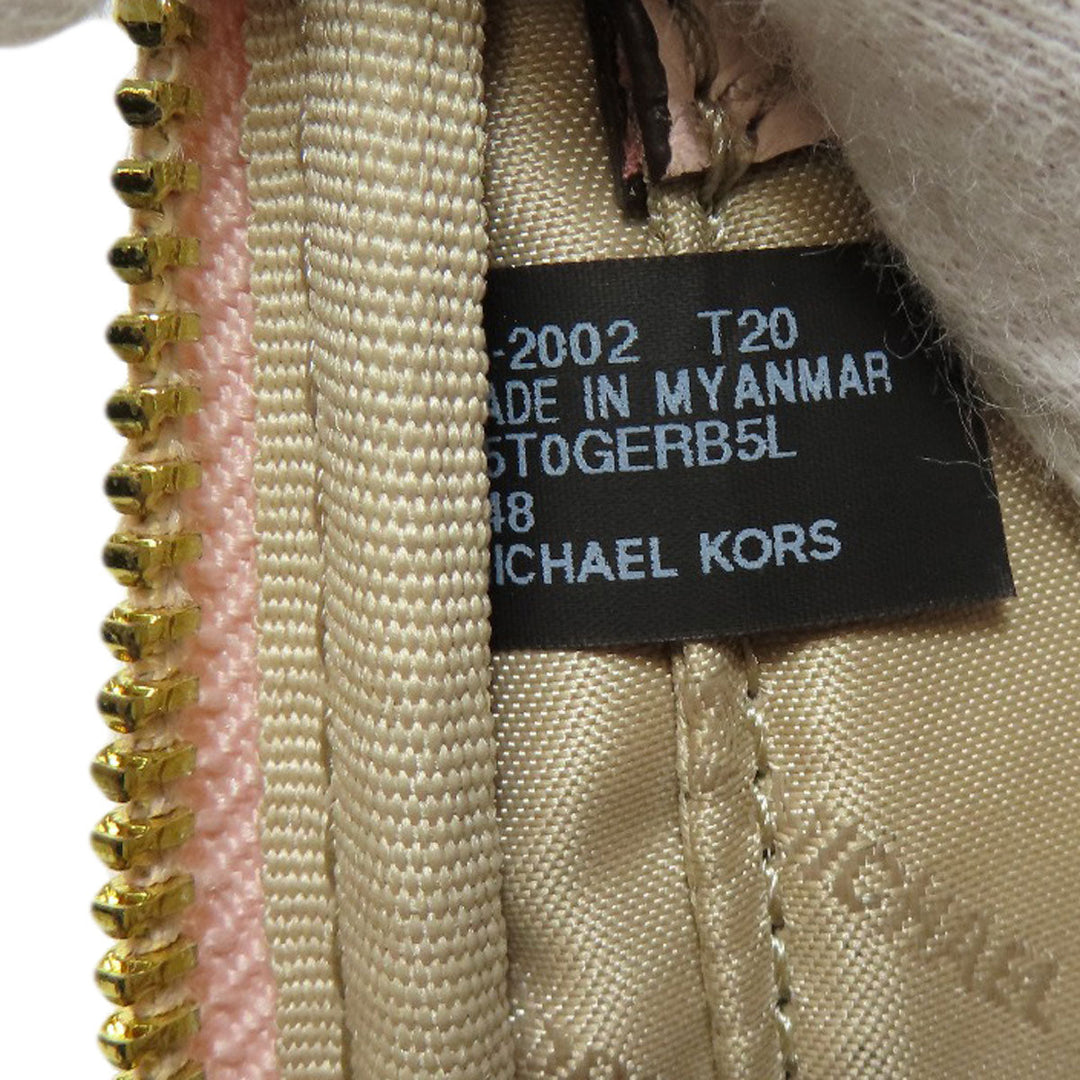 -2002 T20
ADE IN MYANMAR
5T0GERB5L
48
ICHAEL KORS